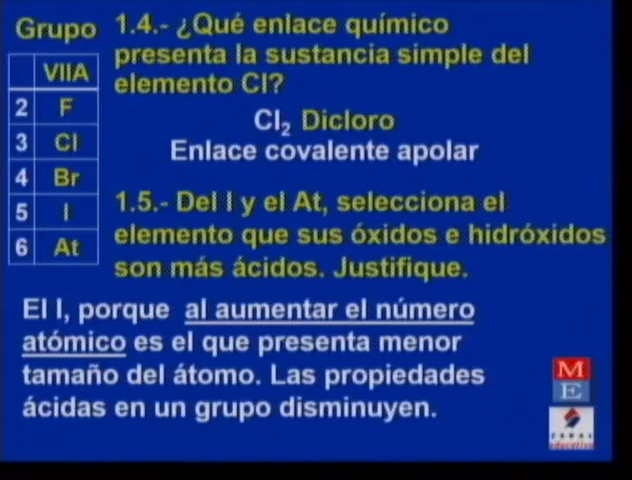 Grupo
VIIA
2 F
3 Cl
4 Br
5 I
6 At
1.4.- ¿Qué enlace químico
presenta la sustancia simple del
elemento Cl?
Cl₂ Dicloro
Enlace covalente apolar
1.5.- Del I y el At, selecciona el
elemento que sus óxidos e hidróxidos
son más ácidos. Justifique.
El I, porque al aumentar el número
atómico es el que presenta menor
tamaño del átomo. Las propiedades
ácidas en un grupo disminuyen.
M
E
CANAL
educativo